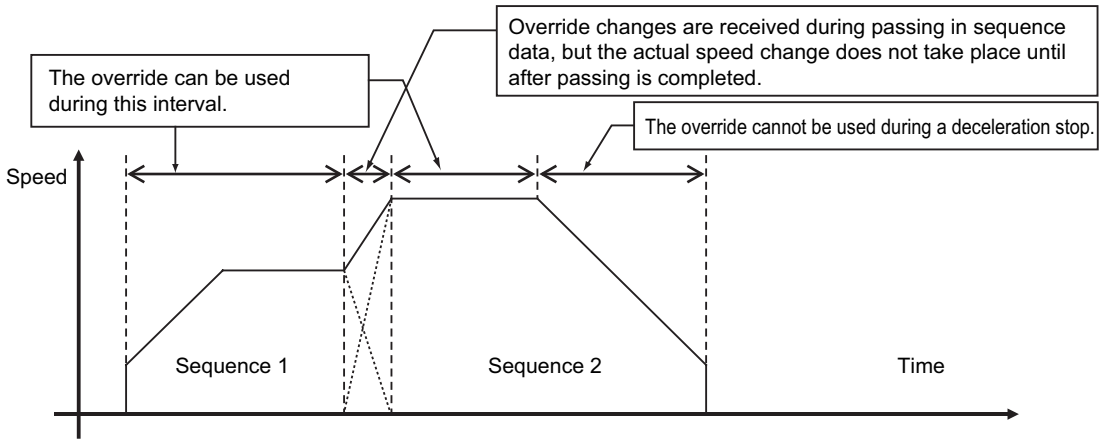 Override changes are received during passing in sequence
data, but the actual speed change does not take place until
after passing is completed.
The override can be used
during this interval.
The override cannot be used during a deceleration stop.
Speed
Sequence 1
Sequence 2
Time